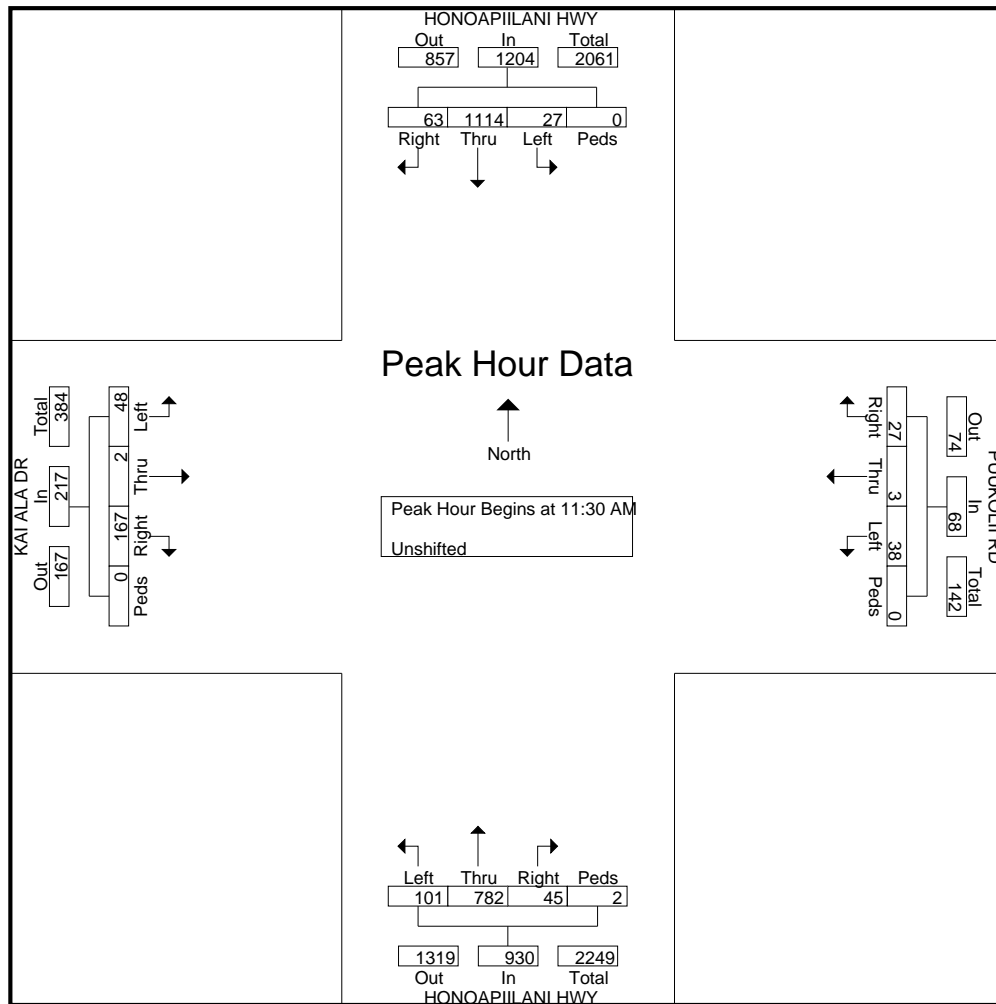 HONOAPIILANI HWY
Out In Total
857 1204 2061
63 1114 27 0
Right Thru Left Peds
Peak Hour Data
North
Peak Hour Begins at 11:30 AM
Unshifted
KAI ALA DR
Total In Out
384 217 167
48 2 167 0
Left Thru Right Peds
Right Thru Left Peds
27 3 38 0
Out In Total
74 68 142
PUUKOLII RD
Left Thru Right Peds
101 782 45 2
1319 930 2249
Out In Total
HONOAPIILANI HWY